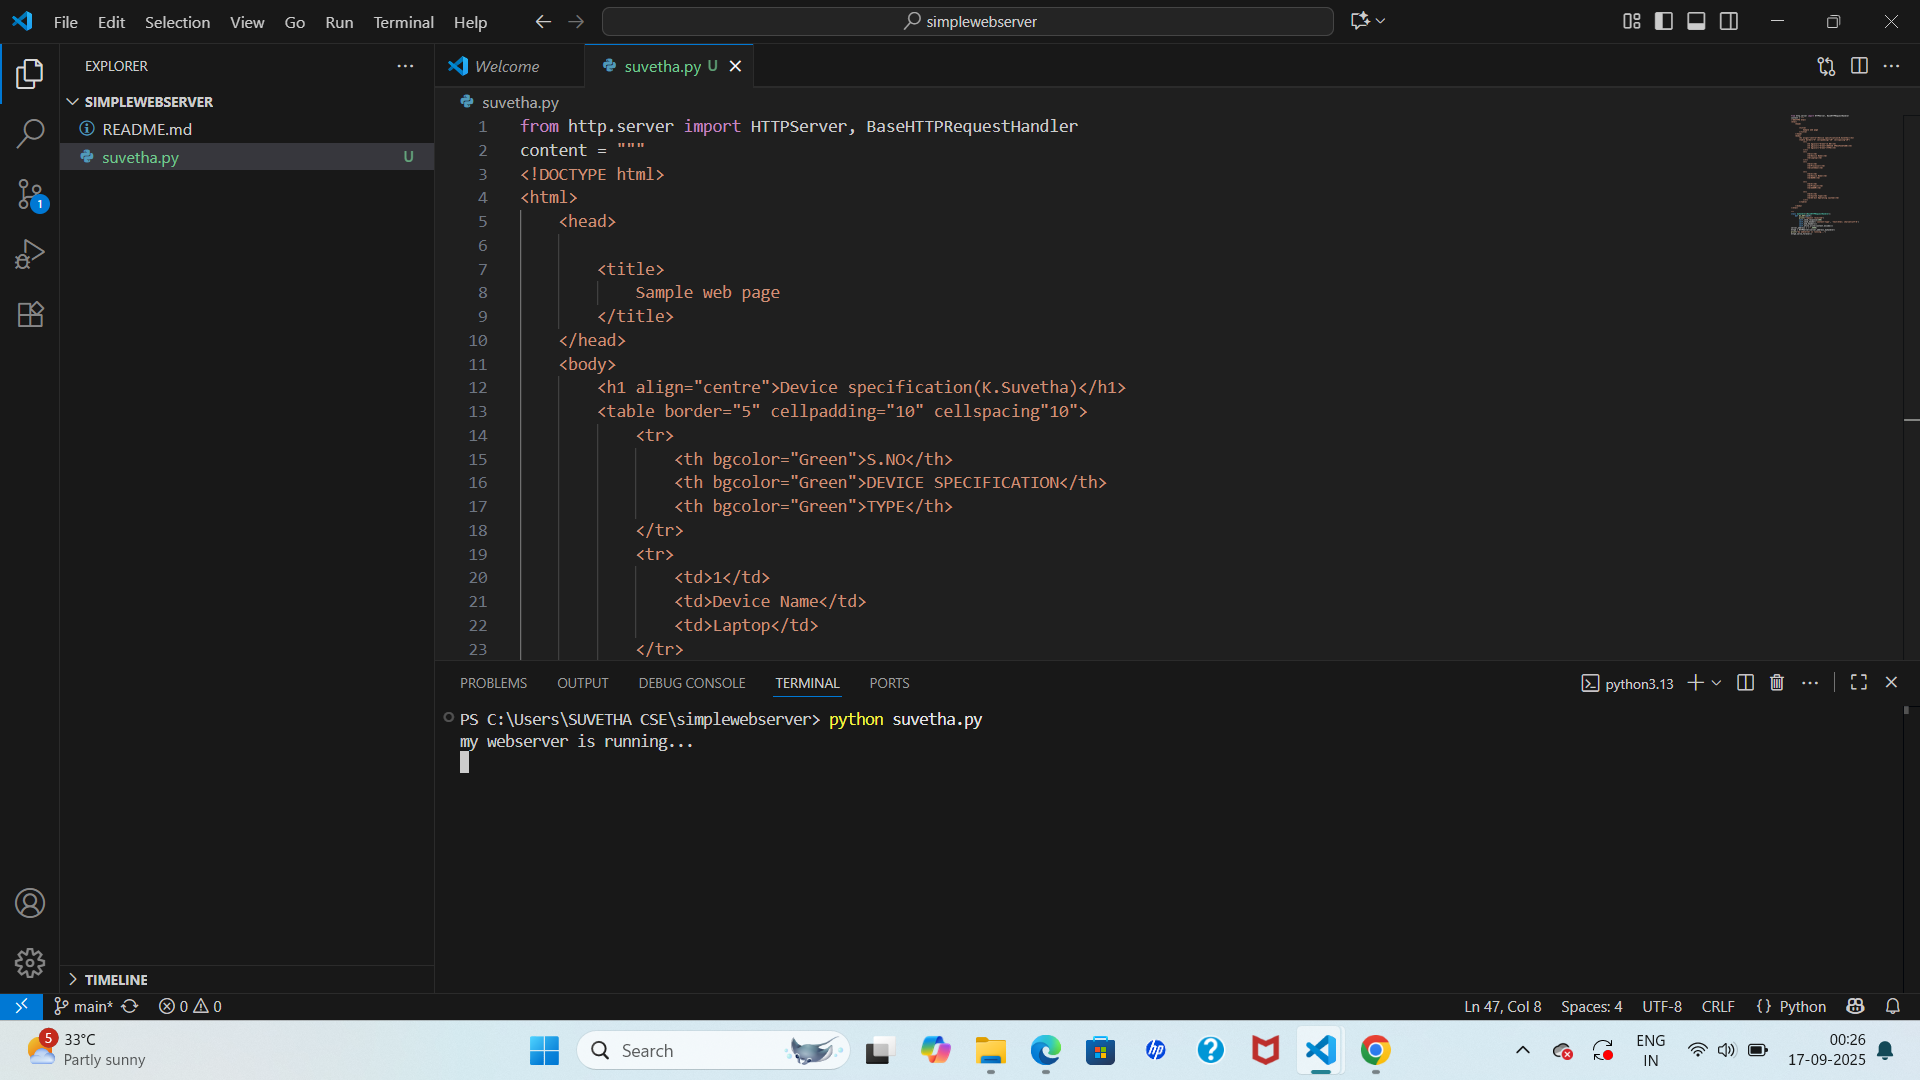 File Edit Selection View Go Run Terminal Help
simplewebserver
EXPLORER
SIMPLEWEBSERVER
README.md
suvetha.py U
1
Welcome
suvetha.py U
suvetha.py
1 from http.server import HTTPServer, BaseHTTPRequestHandler
2 content = """
3 <!DOCTYPE html>
4 <html>
5 <head>
6
7 <title>
8 Sample web page
9 </title>
10 </head>
11 <body>
12 <h1 align="centre">Device specification(K.Suvetha)</h1>
13 <table border="5" cellpadding="10" cellspacing"10">
14 <tr>
15 <th bgcolor="Green">S.NO</th>
16 <th bgcolor="Green">DEVICE SPECIFICATION</th>
17 <th bgcolor="Green">TYPE</th>
18 </tr>
19 <tr>
20 <td>1</td>
21 <td>Device Name</td>
22 <td>Laptop</td>
23 </tr>
PROBLEMS OUTPUT DEBUG CONSOLE TERMINAL PORTS
python3.13
PS C:\Users\SUVETHA CSE\simplewebserver> python suvetha.py
my webserver is running...
TIMELINE
main* 0 0
Ln 47, Col 8 Spaces: 4 UTF-8 CRLF {} Python
5
33°C
Partly sunny
Search
hp
ENG
IN
00:26
17-09-2025